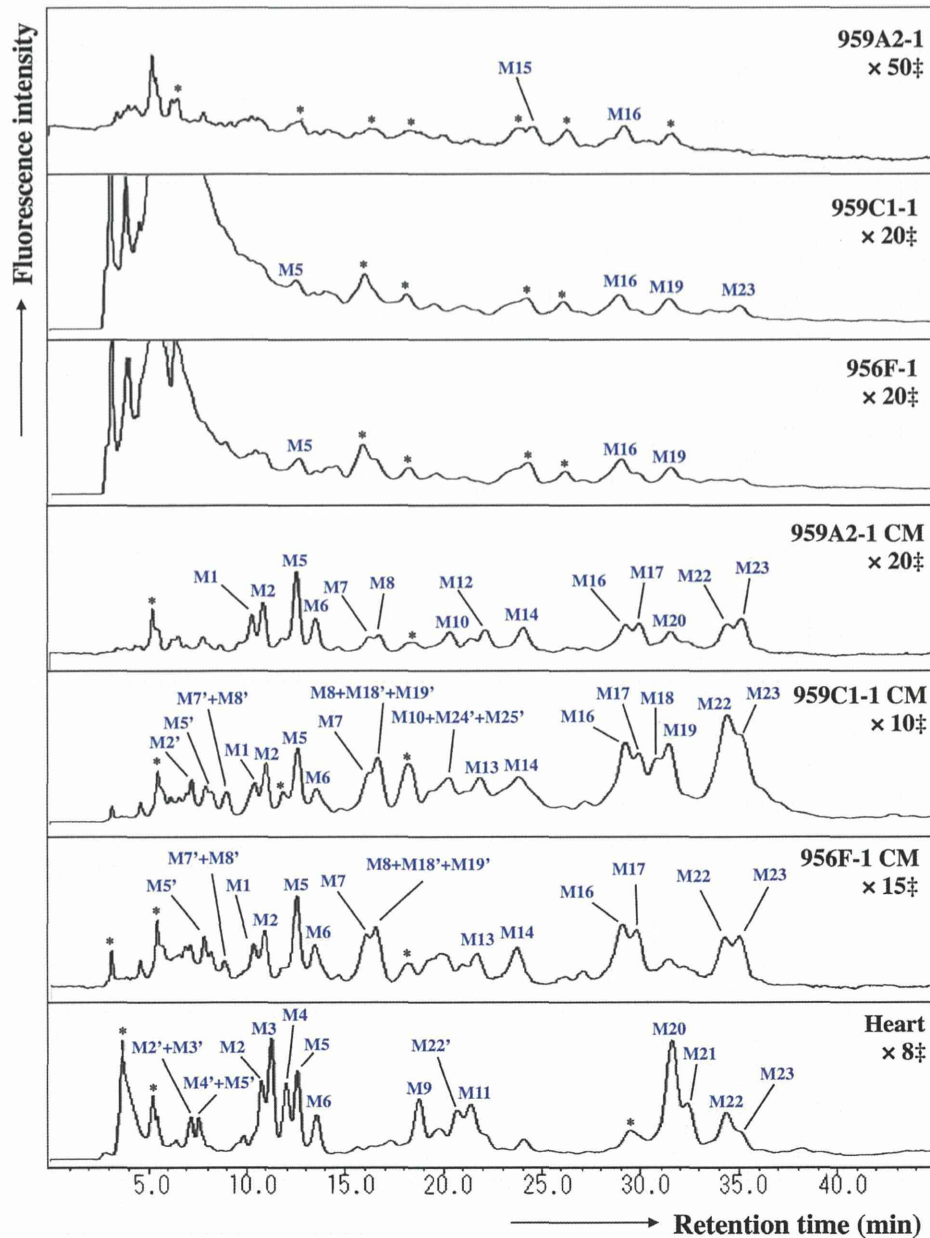 Fluorescence intensity
959A2-1
× 50‡
M15
*
*
*
*
*
*
M16
*
959C1-1
× 20‡
M5
*
*
*
*
M16
M19
M23
956F-1
× 20‡
M5
*
*
*
*
M16
M19
959A2-1 CM
× 20‡
*
M1
M2
M5
M6
M7
M8
*
M10
M12
M14
M16
M17
M20
M22
M23
959C1-1 CM
× 10‡
M2’
*
M5’
M7’+M8’
M1
M2
*
M5
M6
M7
M8+M18’+M19’
*
M10+M24’+M25’
M13
M14
M16
M17
M18
M19
M22
M23
956F-1 CM
× 15‡
*
*
M5’
M7’+M8’
M1
M2
M5
M6
M7
M8+M18’+M19’
*
M13
M14
M16
M17
M22
M23
Heart
× 8‡
*
M2’+M3’
*
M4’+M5’
M2
M3
M4
M5
M6
M9
M22’
M11
*
M20
M21
M22
M23
5.0 10.0 15.0 20.0 25.0 30.0 35.0 40.0
Retention time (min)